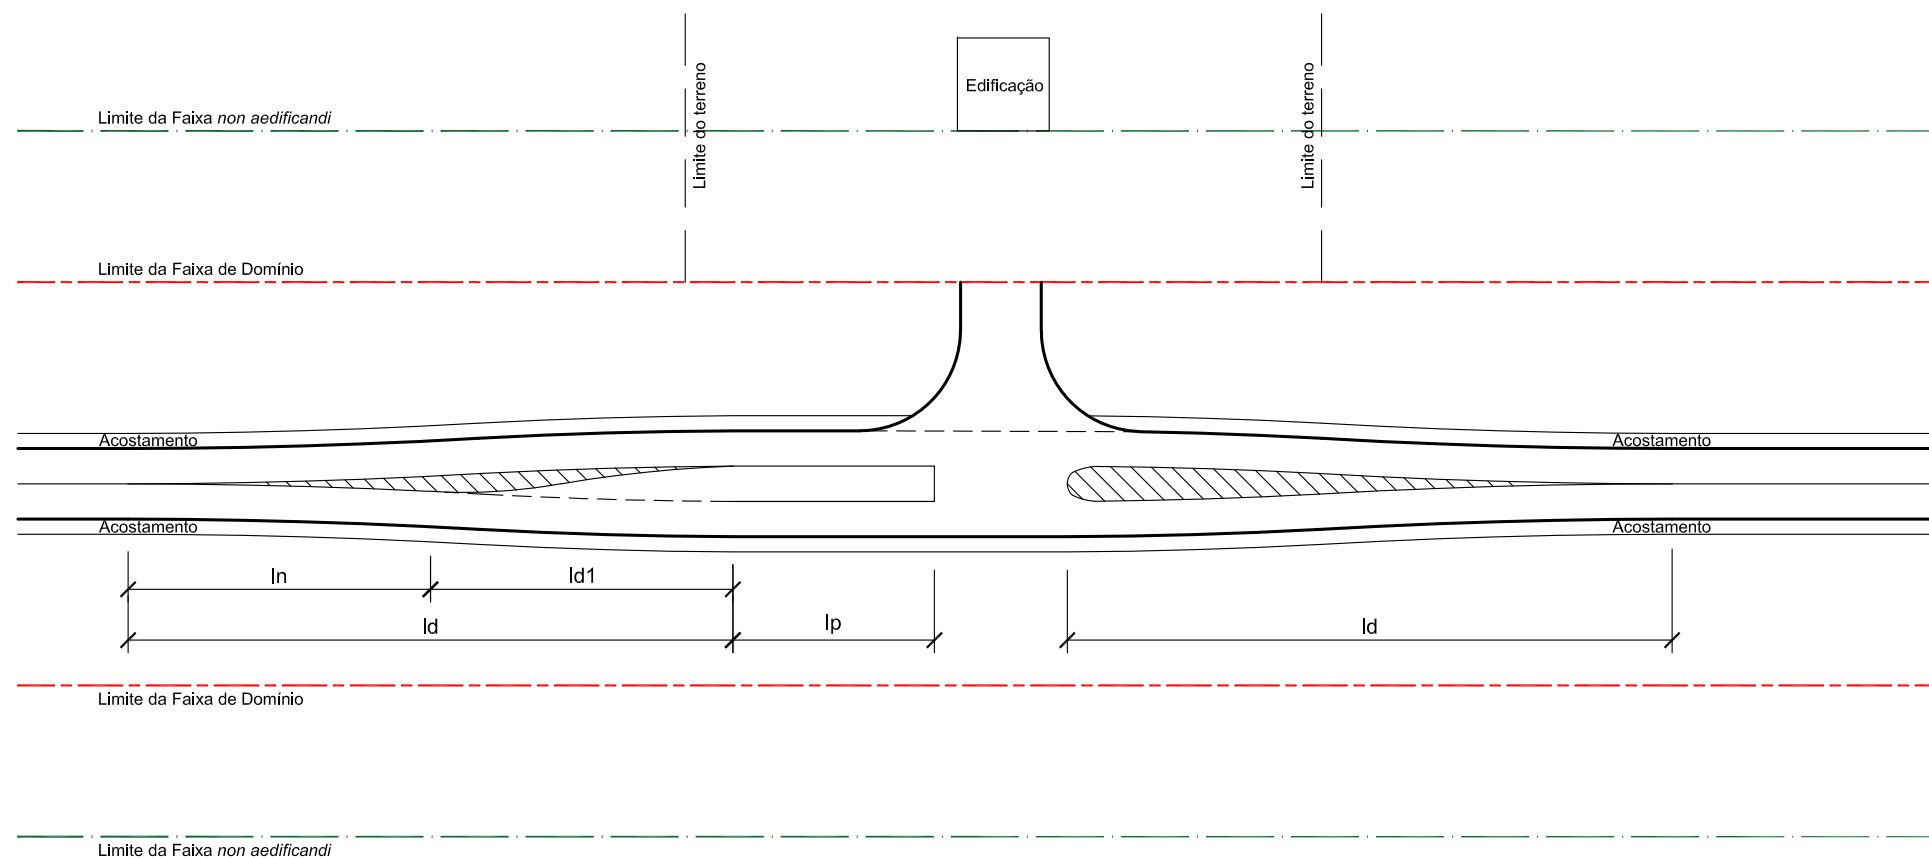 Edificação
Limite do terreno
Limite do terreno
Limite da Faixa non aedificandi
Limite da Faixa de Domínio
Acostamento
Acostamento
Acostamento
Acostamento
ln
ld1
ld
lp
ld
Limite da Faixa de Domínio
Limite da Faixa non aedificandi